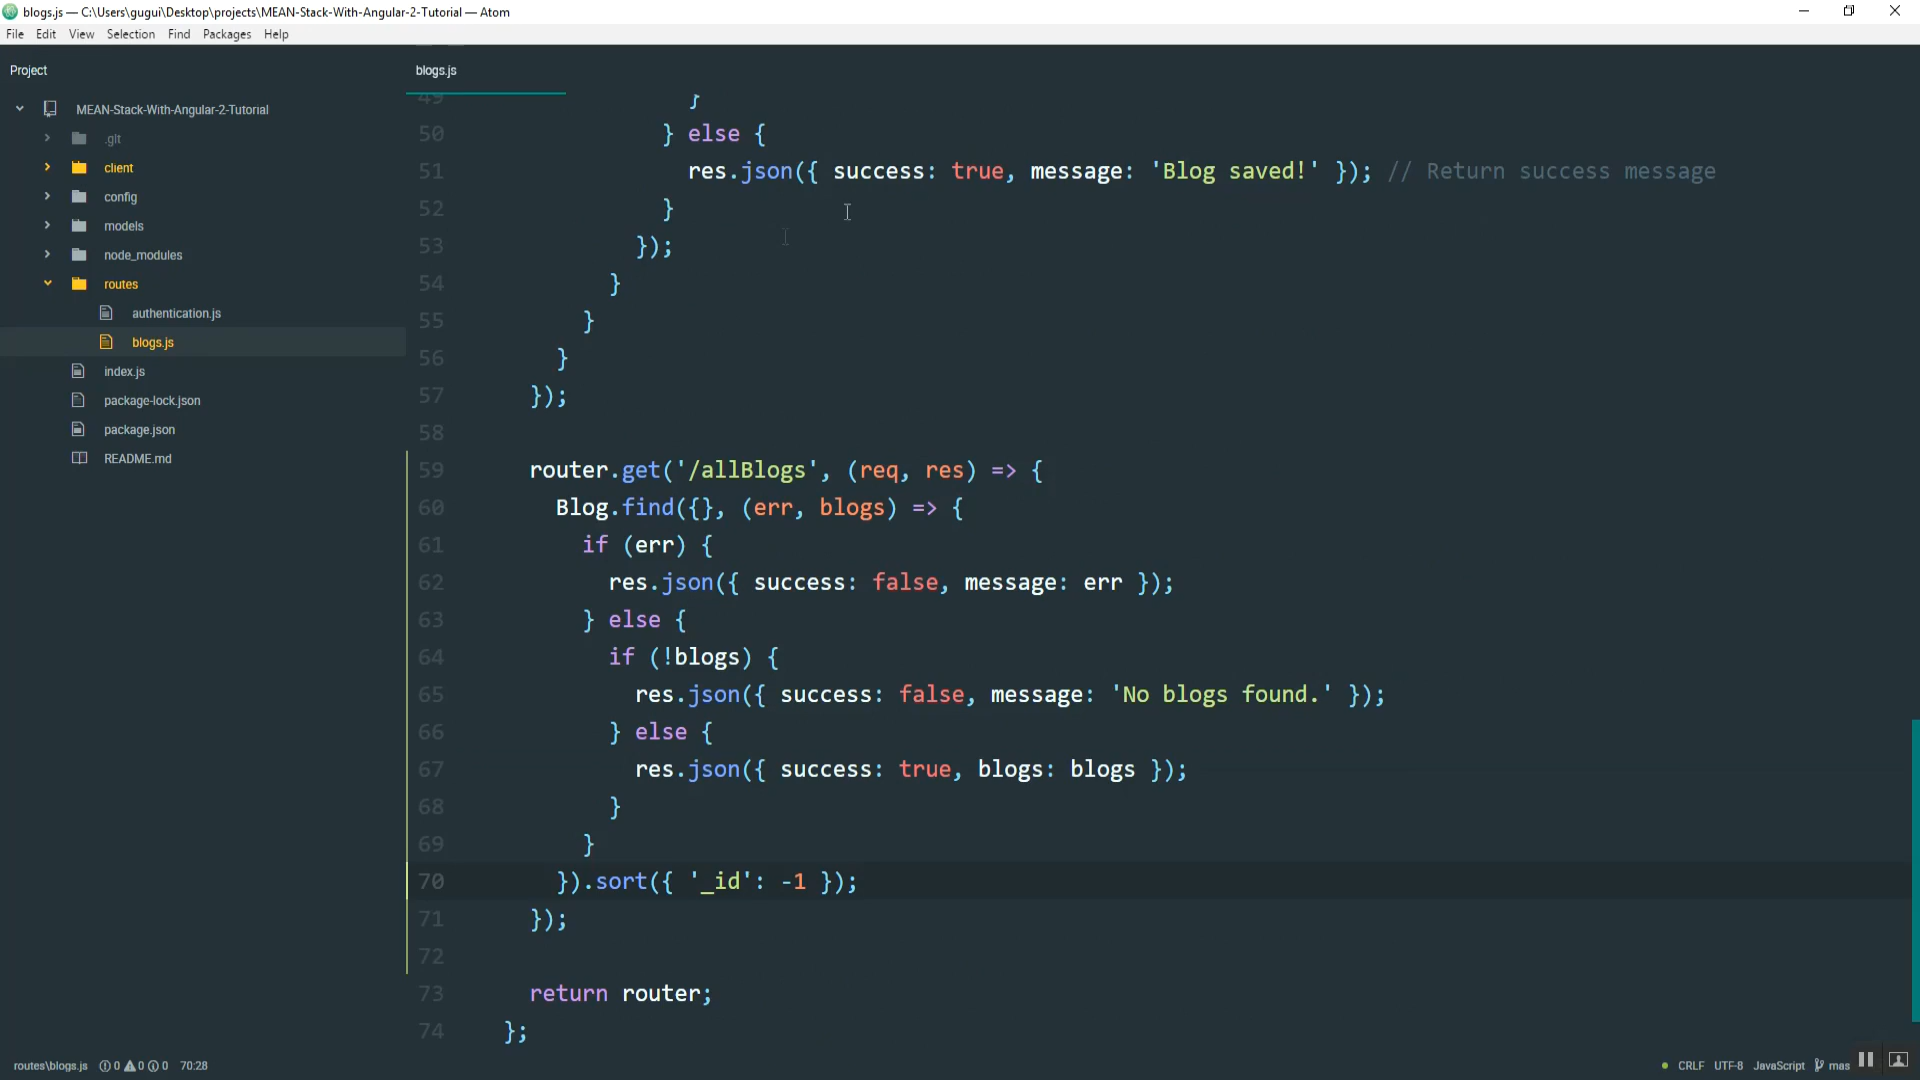 blogs.js — C:\Users\gugui\Desktop\projects\MEAN-Stack-With-Angular-2-Tutorial — Atom
File Edit View Selection Find Packages Help
Project
MEAN-Stack-With-Angular-2-Tutorial
.git
client
config
models
node_modules
routes
authentication.js
blogs.js
index.js
package-lock.json
package.json
README.md
blogs.js
49 }
50 } else {
51 res.json({ success: true, message: 'Blog saved!' }); // Return success message
52 }
53 });
54 }
55 }
56 }
57 });
58
59 router.get('/allBlogs', (req, res) => {
60 Blog.find({}, (err, blogs) => {
61 if (err) {
62 res.json({ success: false, message: err });
63 } else {
64 if (!blogs) {
65 res.json({ success: false, message: 'No blogs found.' });
66 } else {
67 res.json({ success: true, blogs: blogs });
68 }
69 }
70 }).sort({ '_id': -1 });
71 });
72
73 return router;
74 };
routes\blogs.js 0 0 0 70:28 CRLF UTF-8 JavaScript mas